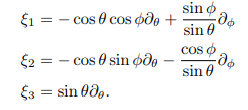 ξ₁ = − cos θ cos ϕ∂_θ + sin ϕ / sin θ ∂_ϕ
ξ₂ = − cos θ sin ϕ∂_θ − cos ϕ / sin θ ∂_ϕ
ξ₃ = sin θ∂_θ.